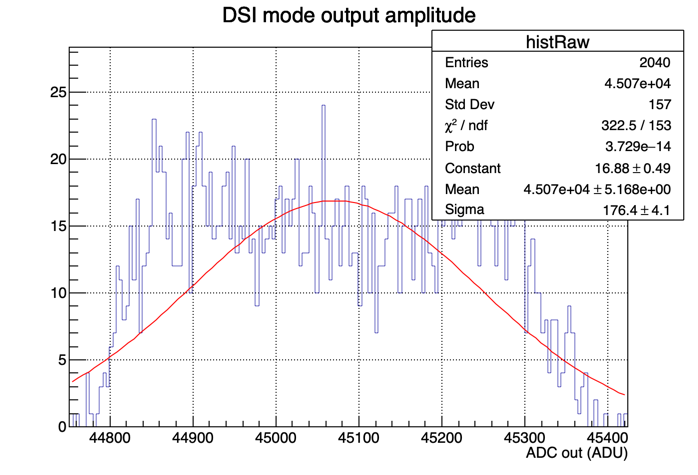 DSI mode output amplitude
histRaw
Entries 2040
Mean 4.507e+04
Std Dev 157
χ² / ndf 322.5 / 153
Prob 3.729e−14
Constant 16.88 ± 0.49
Mean 4.507e+04 ± 5.168e+00
Sigma 176.4 ± 4.1
25
20
15
10
5
0
44800 44900 45000 45100 45200 45300 45400
ADC out (ADU)